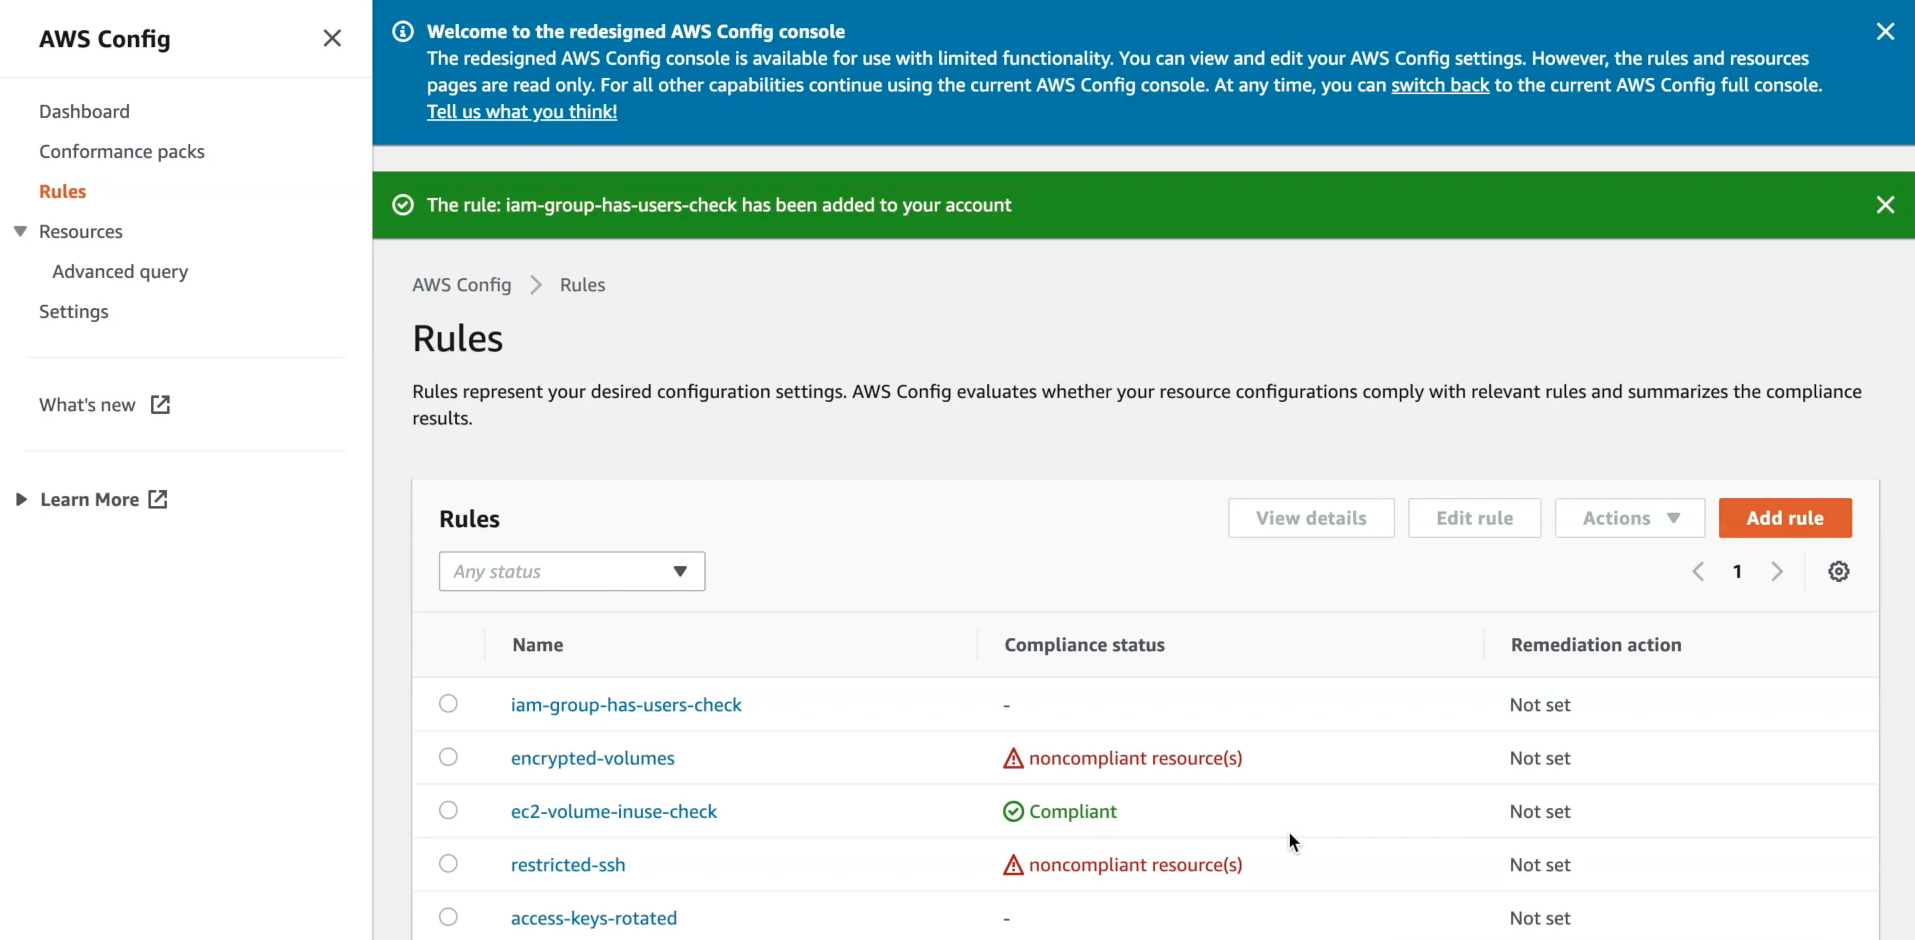 AWS Config
Dashboard
Conformance packs
Rules
Resources
Advanced query
Settings
What's new
Learn More
Welcome to the redesigned AWS Config console
The redesigned AWS Config console is available for use with limited functionality. You can view and edit your AWS Config settings. However, the rules and resources
pages are read only. For all other capabilities continue using the current AWS Config console. At any time, you can switch back to the current AWS Config full console.
Tell us what you think!
The rule: iam-group-has-users-check has been added to your account
AWS Config Rules
Rules
Rules represent your desired configuration settings. AWS Config evaluates whether your resource configurations comply with relevant rules and summarizes the compliance
results.
Rules View details Edit rule Actions Add rule
Any status 1
Name Compliance status Remediation action
iam-group-has-users-check - Not set
encrypted-volumes noncompliant resource(s) Not set
ec2-volume-inuse-check Compliant Not set
restricted-ssh noncompliant resource(s) Not set
access-keys-rotated - Not set